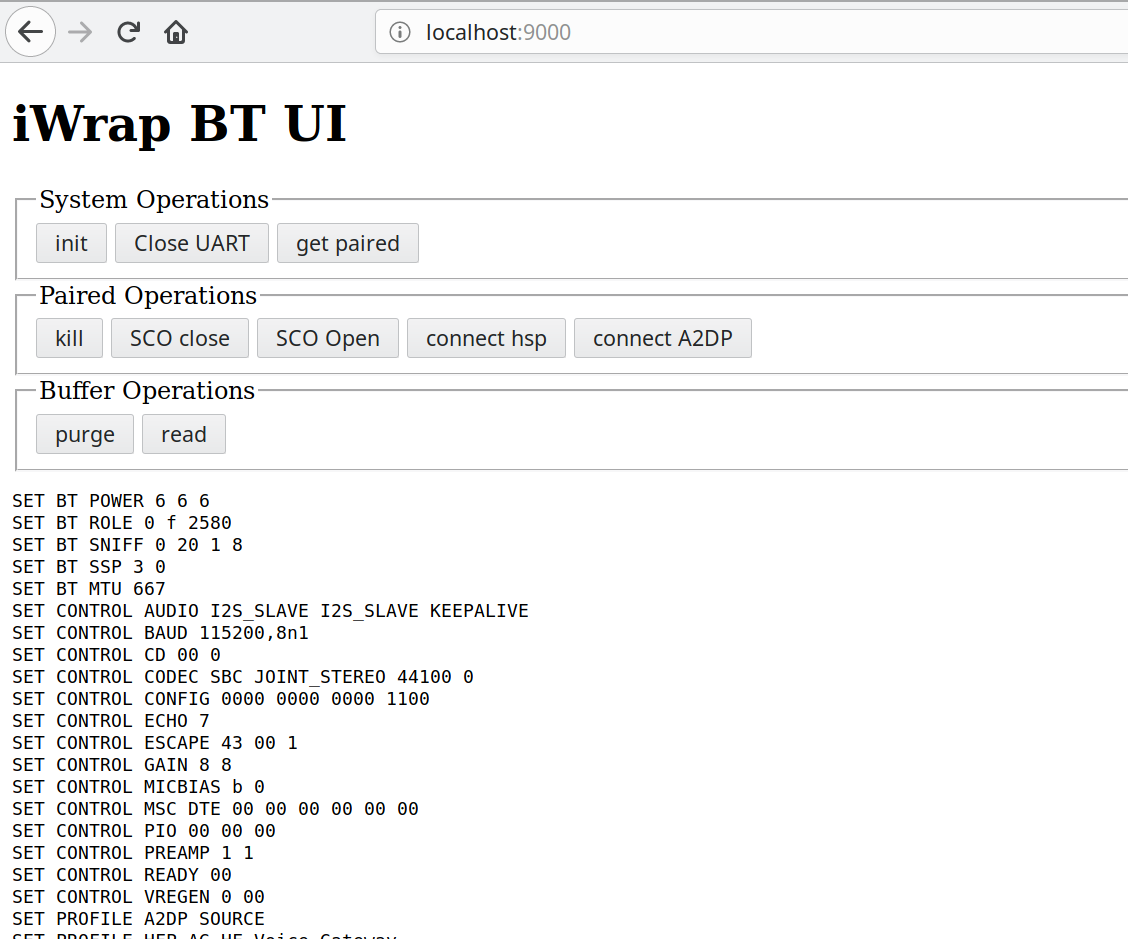 localhost:9000
iWrap BT UI
System Operations
init Close UART get paired
Paired Operations
kill SCO close SCO Open connect hsp connect A2DP
Buffer Operations
purge read
SET BT POWER 6 6 6
SET BT ROLE 0 f 2580
SET BT SNIFF 0 20 1 8
SET BT SSP 3 0
SET BT MTU 667
SET CONTROL AUDIO I2S_SLAVE I2S_SLAVE KEEPALIVE
SET CONTROL BAUD 115200,8n1
SET CONTROL CD 00 0
SET CONTROL CODEC SBC JOINT_STEREO 44100 0
SET CONTROL CONFIG 0000 0000 0000 1100
SET CONTROL ECHO 7
SET CONTROL ESCAPE 43 00 1
SET CONTROL GAIN 8 8
SET CONTROL MICBIAS b 0
SET CONTROL MSC DTE 00 00 00 00 00 00
SET CONTROL PIO 00 00 00
SET CONTROL PREAMP 1 1
SET CONTROL READY 00
SET CONTROL VREGEN 0 00
SET PROFILE A2DP SOURCE
SET PROFILE HFP-AG HF Voice Gateway